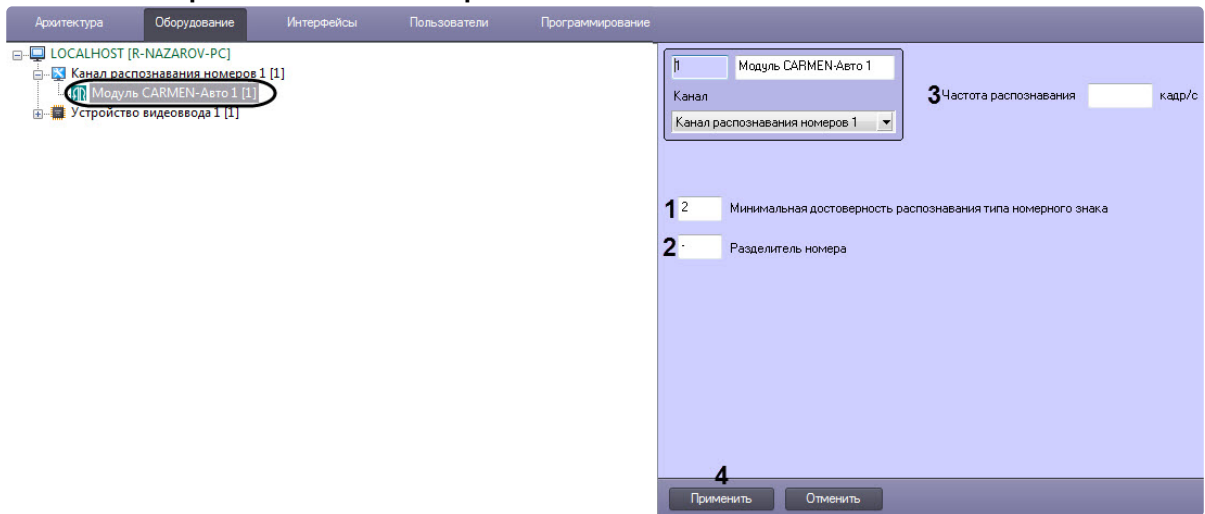 Архитектура Оборудование Интерфейсы Пользователи Программирование
LOCALHOST [R-NAZAROV-PC]
Канал распознавания номеров 1 [1]
Модуль CARMEN-Авто 1 [1]
Устройство видеоввода 1 [1]
1 Модуль CARMEN-Авто 1
Канал
Канал распознавания номеров 1
3 Частота распознавания кадр/с
1 2 Минимальная достоверность распознавания типа номерного знака
2 - Разделитель номера
4
Применить Отменить